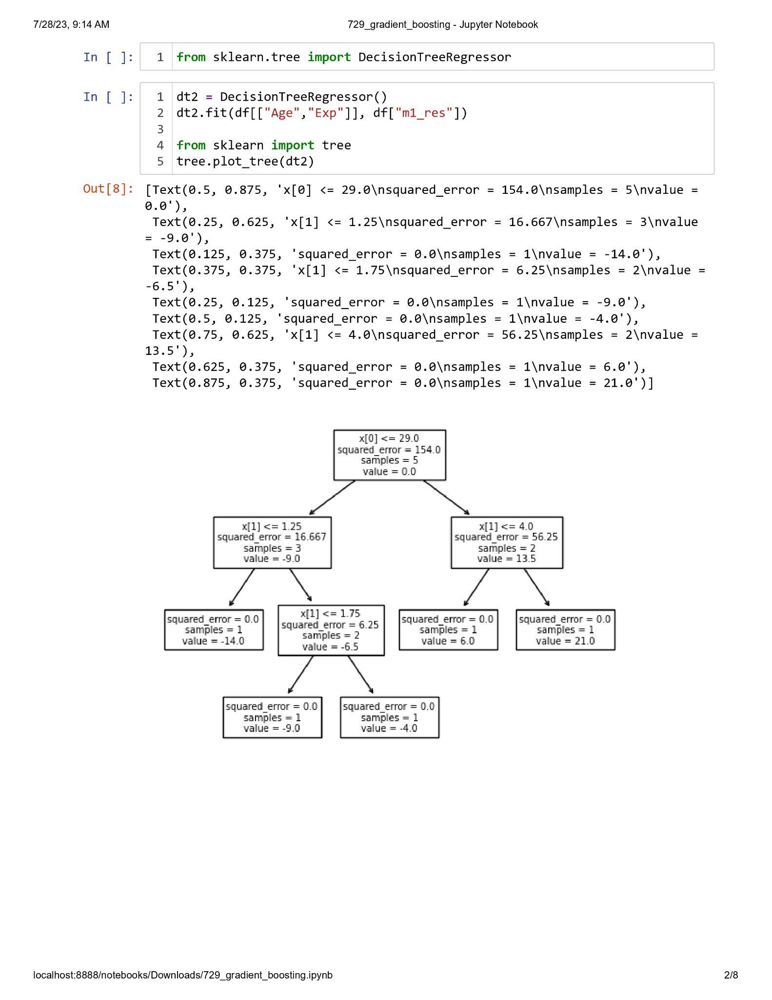 7/28/23, 9:14 AM
729_gradient_boosting - Jupyter Notebook
In [ ]:
1 from sklearn.tree import DecisionTreeRegressor
In [ ]:
1 dt2 = DecisionTreeRegressor()
2 dt2.fit(df[["Age","Exp"]], df["m1_res"])
3
4 from sklearn import tree
5 tree.plot_tree(dt2)
Out[8]:
[Text(0.5, 0.875, 'x[0] <= 29.0\nsquared_error = 154.0\nsamples = 5\nvalue =
0.0'),
Text(0.25, 0.625, 'x[1] <= 1.25\nsquared_error = 16.667\nsamples = 3\nvalue
= -9.0'),
Text(0.125, 0.375, 'squared_error = 0.0\nsamples = 1\nvalue = -14.0'),
Text(0.375, 0.375, 'x[1] <= 1.75\nsquared_error = 6.25\nsamples = 2\nvalue =
-6.5'),
Text(0.25, 0.125, 'squared_error = 0.0\nsamples = 1\nvalue = -9.0'),
Text(0.5, 0.125, 'squared_error = 0.0\nsamples = 1\nvalue = -4.0'),
Text(0.75, 0.625, 'x[1] <= 4.0\nsquared_error = 56.25\nsamples = 2\nvalue =
13.5'),
Text(0.625, 0.375, 'squared_error = 0.0\nsamples = 1\nvalue = 6.0'),
Text(0.875, 0.375, 'squared_error = 0.0\nsamples = 1\nvalue = 21.0')]
x[0] <= 29.0
squared_error = 154.0
samples = 5
value = 0.0
x[1] <= 1.25
squared_error = 16.667
samples = 3
value = -9.0
x[1] <= 4.0
squared_error = 56.25
samples = 2
value = 13.5
squared_error = 0.0
samples = 1
value = -14.0
x[1] <= 1.75
squared_error = 6.25
samples = 2
value = -6.5
squared_error = 0.0
samples = 1
value = 6.0
squared_error = 0.0
samples = 1
value = 21.0
squared_error = 0.0
samples = 1
value = -9.0
squared_error = 0.0
samples = 1
value = -4.0
localhost:8888/notebooks/Downloads/729_gradient_boosting.ipynb
2/8